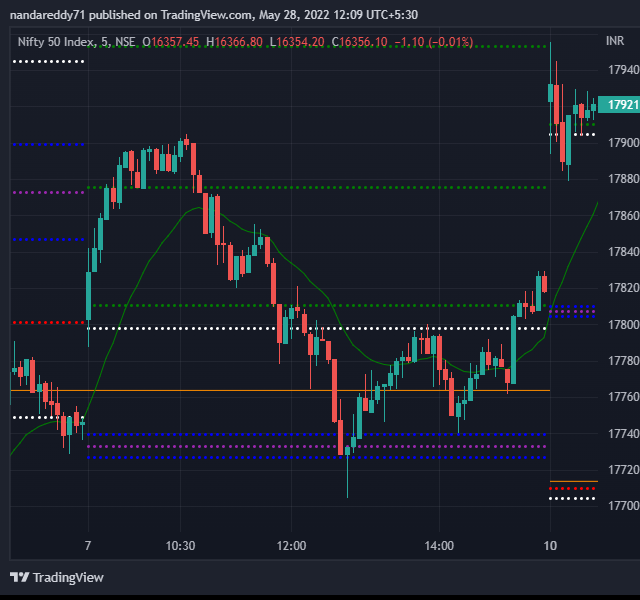 nandareddy71 published on TradingView.com, May 28, 2022 12:09 UTC+5:30
Nifty 50 Index, 5, NSE O16357.45 H16366.80 L16354.20 C16356.10 −1.10 (−0.01%)
INR
17940
17921
17900
17880
17860
17840
17820
17800
17780
17760
17740
17720
17700
7 10:30 12:00 14:00 10
TradingView